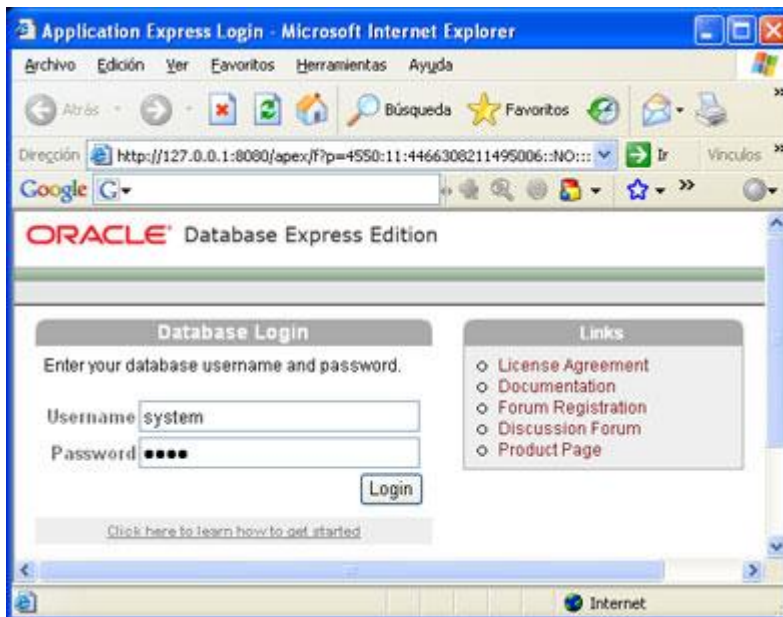 Application Express Login - Microsoft Internet Explorer
Archivo Edición Ver Favoritos Herramientas Ayuda
Atrás Búsqueda Favoritos
Dirección http://127.0.0.1:8080/apex/f?p=4550:11:4466308211495006::NO::: Ir Vínculos »
Google G
ORACLE Database Express Edition
Database Login
Enter your database username and password.
Username system
Password ●●●●
Login
Click here to learn how to get started
Links
License Agreement
Documentation
Forum Registration
Discussion Forum
Product Page
Internet